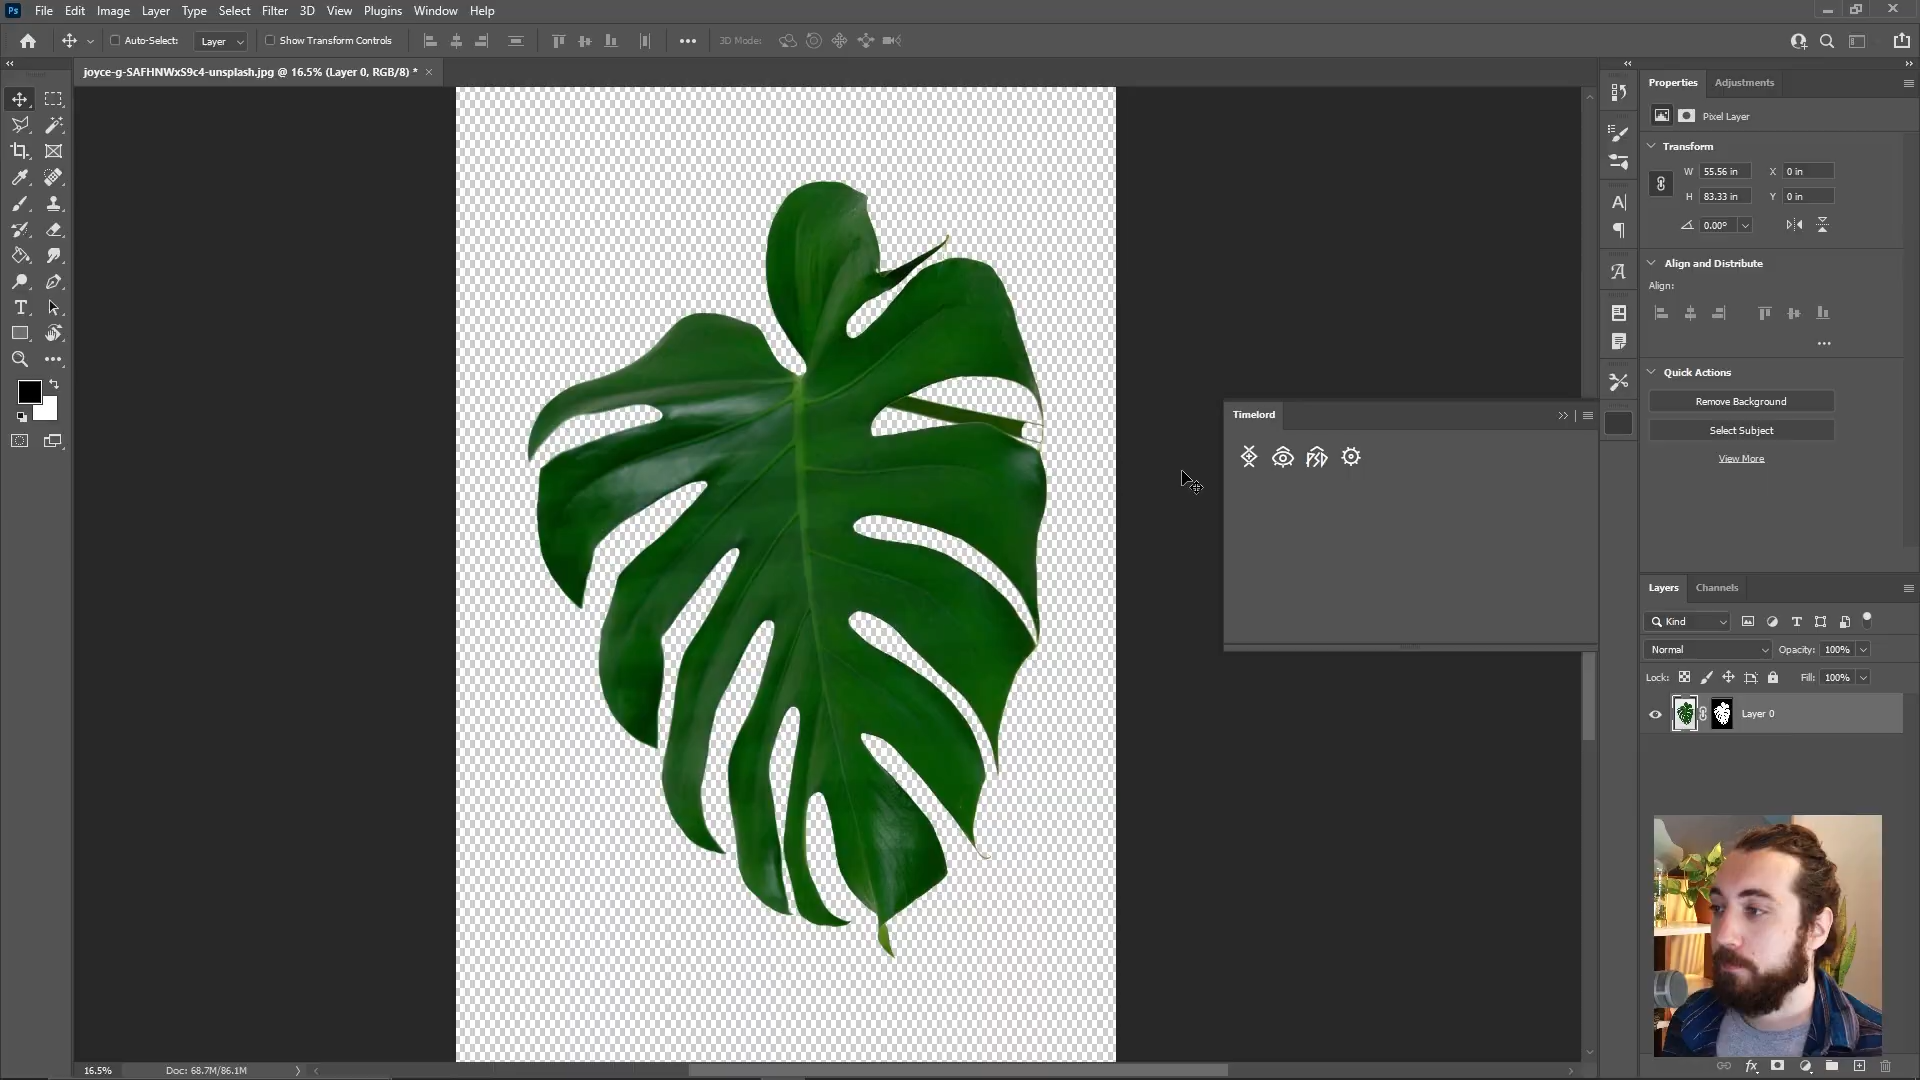 Ps File Edit Image Layer Type Select Filter 3D View Plugins Window Help
Auto-Select: Layer Show Transform Controls 3D Mode:
joyce-g-SAFHNWxS9c4-unsplash.jpg @ 16.5% (Layer 0, RGB/8) *
Properties Adjustments
Pixel Layer
Transform
W 55.56 in X 0 in
H 83.33 in Y 0 in
0.00°
Align and Distribute
Align:
Quick Actions
Remove Background
Select Subject
View More
Timelord
Layers Channels
Kind
Normal Opacity: 100%
Lock: Fill: 100%
Layer 0
16.5% Doc: 68.7M/86.1M